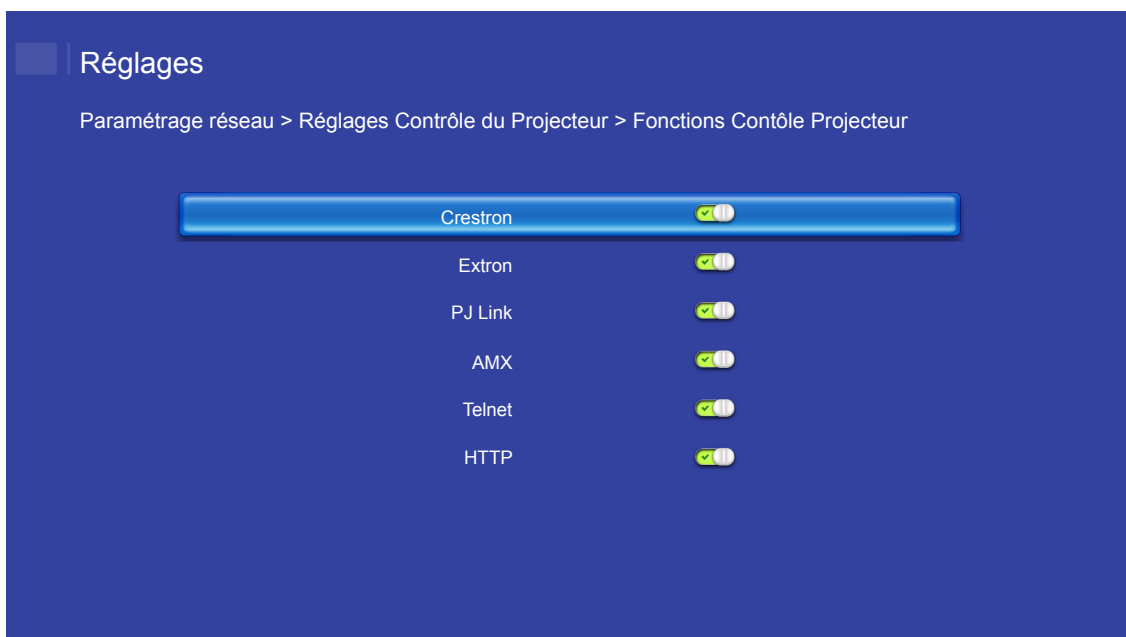 Réglages
Paramétrage réseau > Réglages Contrôle du Projecteur > Fonctions Contôle Projecteur
Crestron
Extron
PJ Link
AMX
Telnet
HTTP